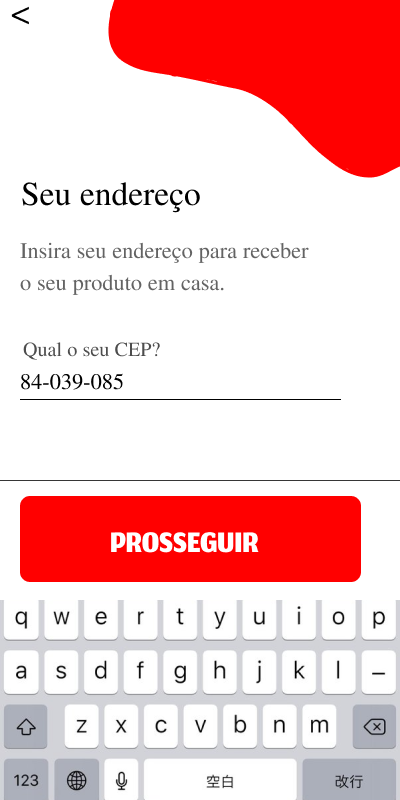 <
Seu endereço
Insira seu endereço para receber
o seu produto em casa.
Qual o seu CEP?
84-039-085
PROSSEGUIR
q w e r t y u i o p
a s d f g h j k l –
z x c v b n m
123 空白 改行